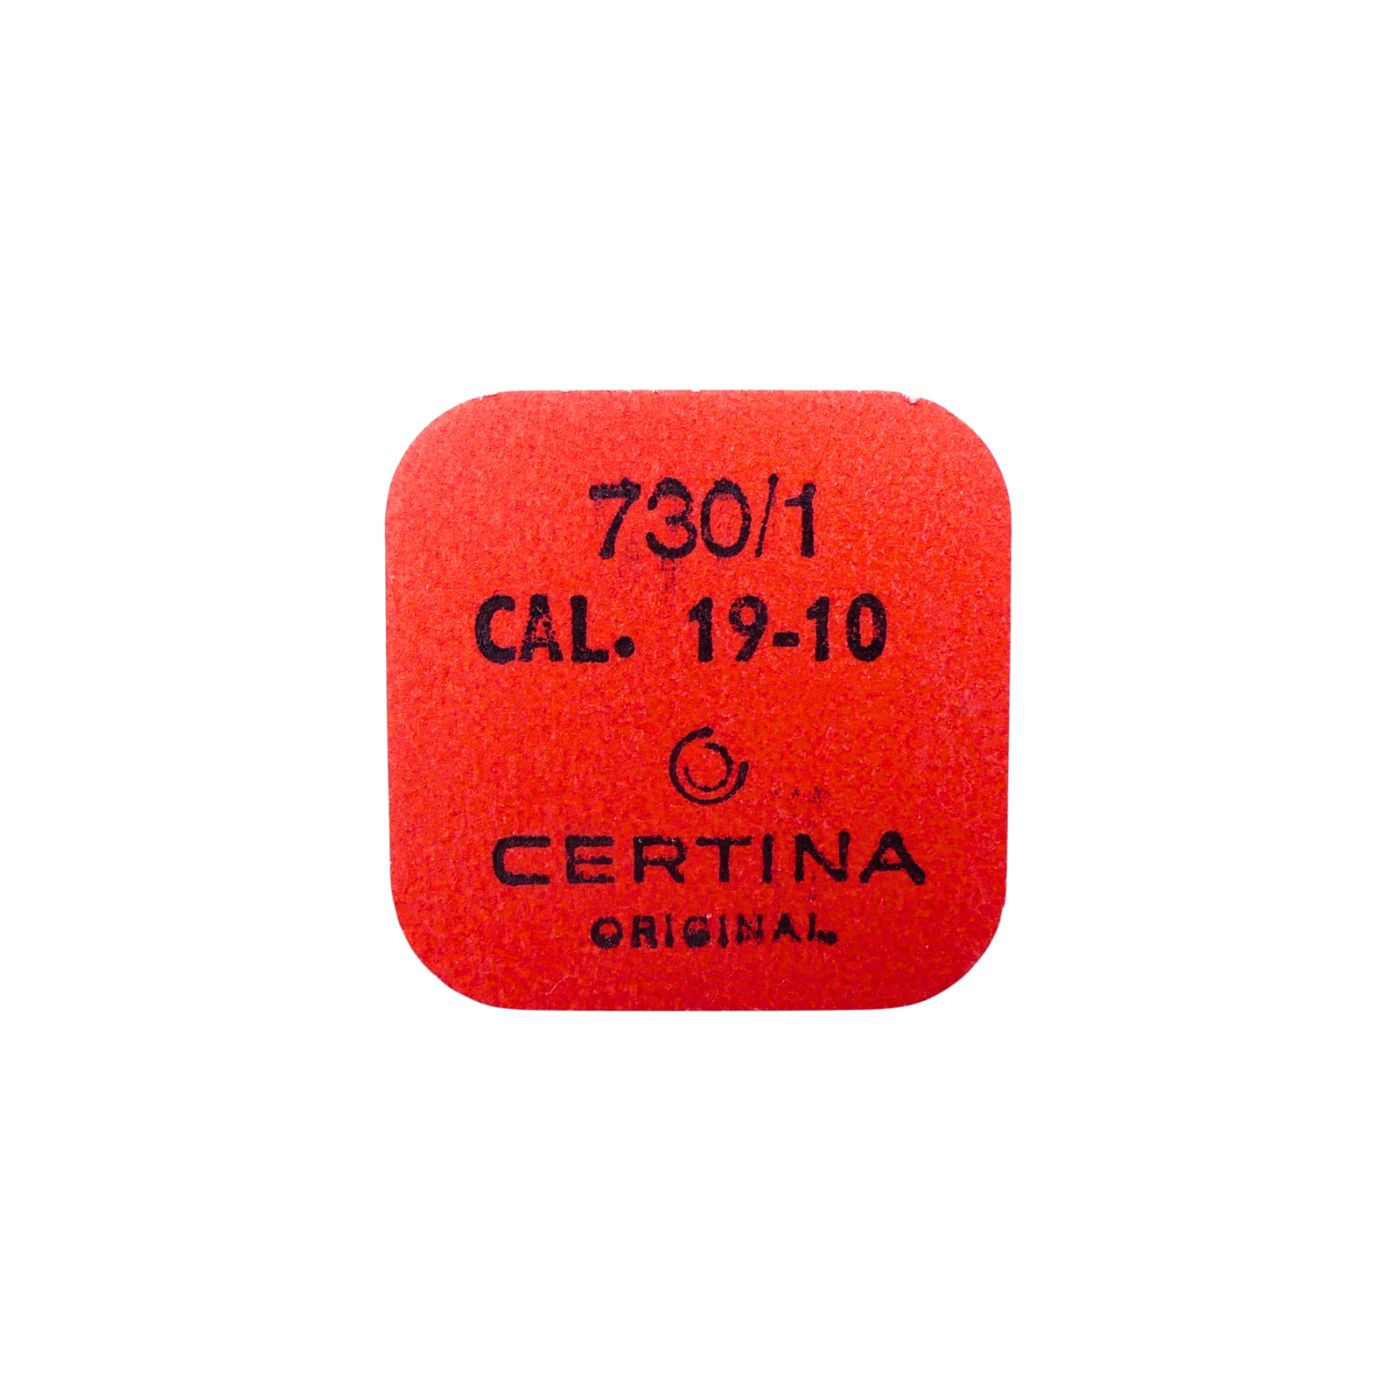 730/1
CAL. 19-10
CERTINA
ORIGINAL